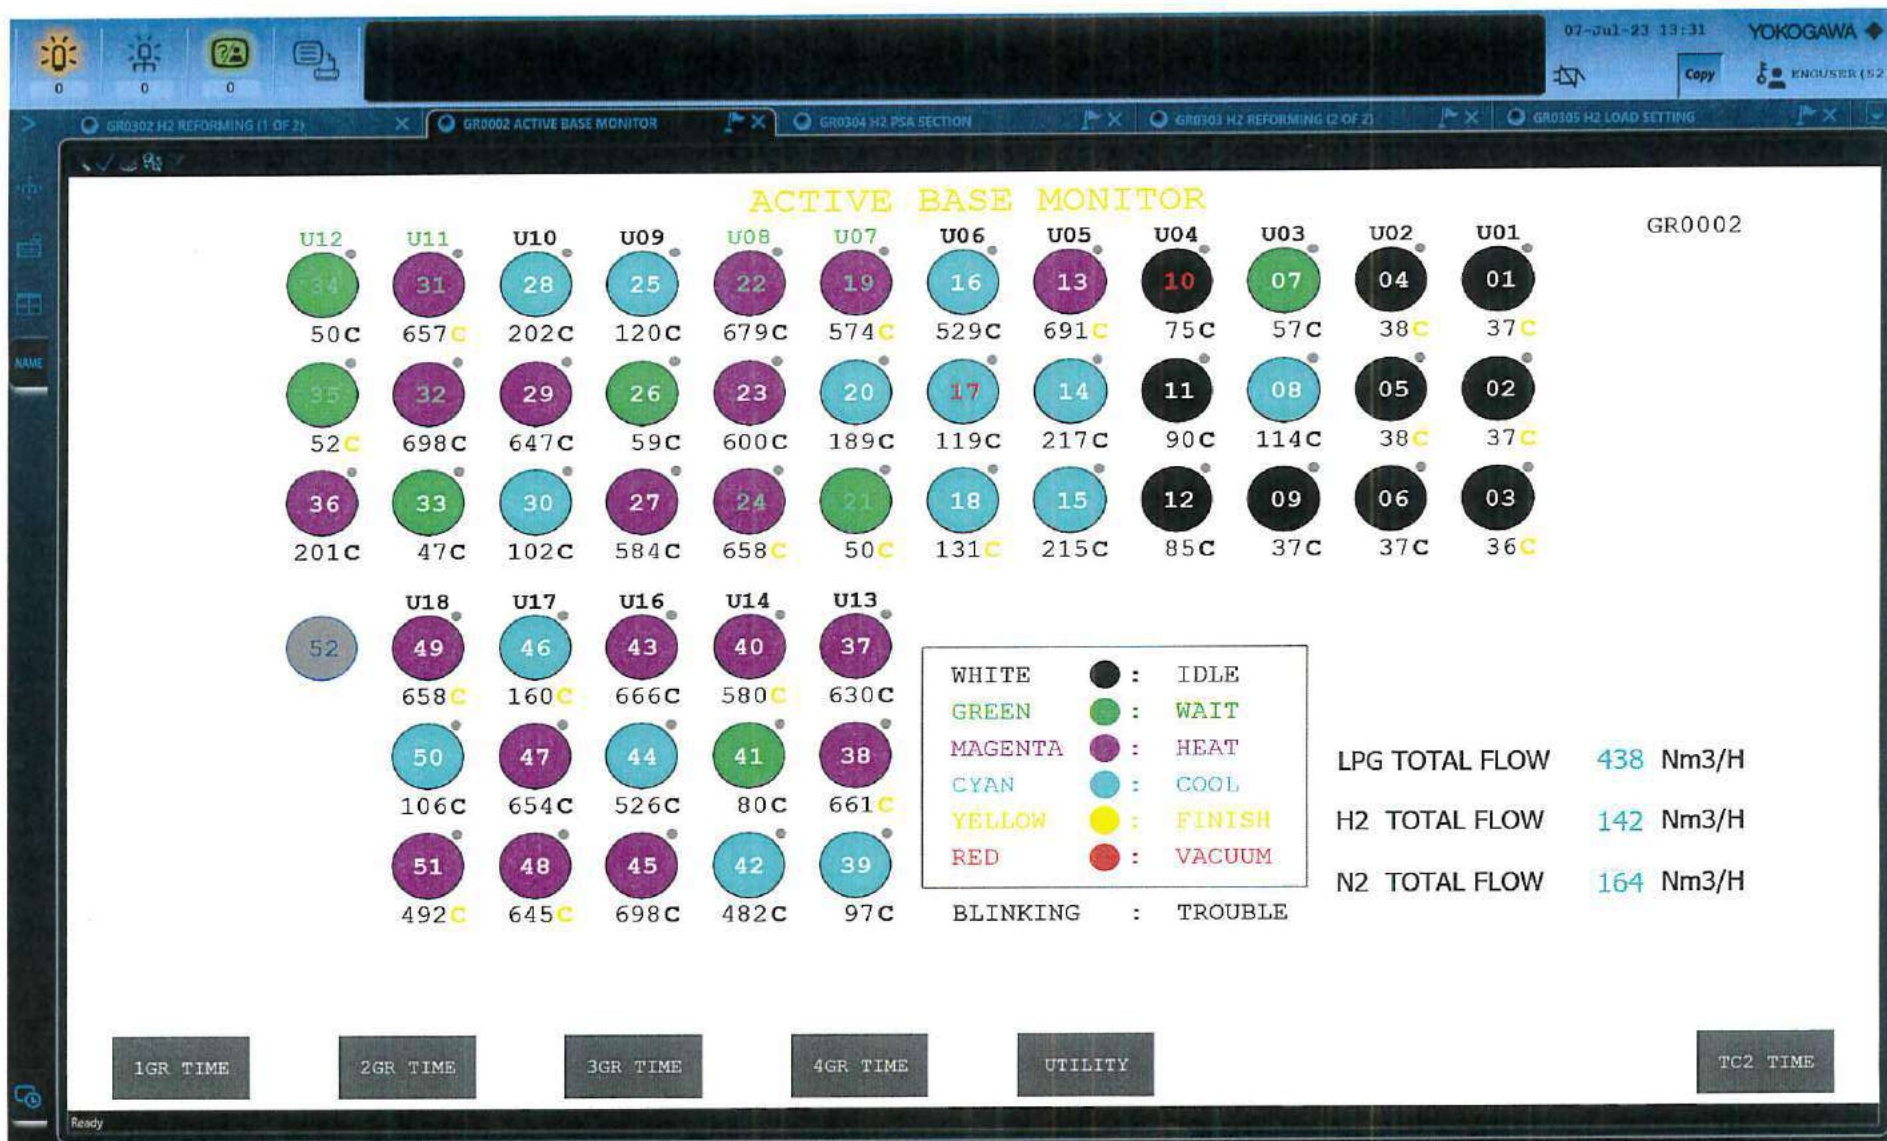 07-Jul-23 13:31 YOKOGAWA
0 0 0 Copy ENGUSER (S2
GR0302 H2 REFORMING (1 OF 2) GR0002 ACTIVE BASE MONITOR GR0304 H2 PSA SECTION GR0303 H2 REFORMING (2 OF 2) GR0305 H2 LOAD SETTING
NAME
ACTIVE BASE MONITOR
GR0002
U12 U11 U10 U09 U08 U07 U06 U05 U04 U03 U02 U01
34 31 28 25 22 19 16 13 10 07 04 01
50C 657C 202C 120C 679C 574C 529C 691C 75C 57C 38C 37C
35 32 29 26 23 20 17 14 11 08 05 02
52C 698C 647C 59C 600C 189C 119C 217C 90C 114C 38C 37C
36 33 30 27 24 21 18 15 12 09 06 03
201C 47C 102C 584C 658C 50C 131C 215C 85C 37C 37C 36C
U18 U17 U16 U14 U13
52 49 46 43 40 37
658C 160C 666C 580C 630C
50 47 44 41 38
106C 654C 526C 80C 661C
51 48 45 42 39
492C 645C 698C 482C 97C
WHITE : IDLE
GREEN : WAIT
MAGENTA : HEAT
CYAN : COOL
YELLOW : FINISH
RED : VACUUM
BLINKING : TROUBLE
LPG TOTAL FLOW 438 Nm3/H
H2 TOTAL FLOW 142 Nm3/H
N2 TOTAL FLOW 164 Nm3/H
1GR TIME 2GR TIME 3GR TIME 4GR TIME UTILITY TC2 TIME
Ready